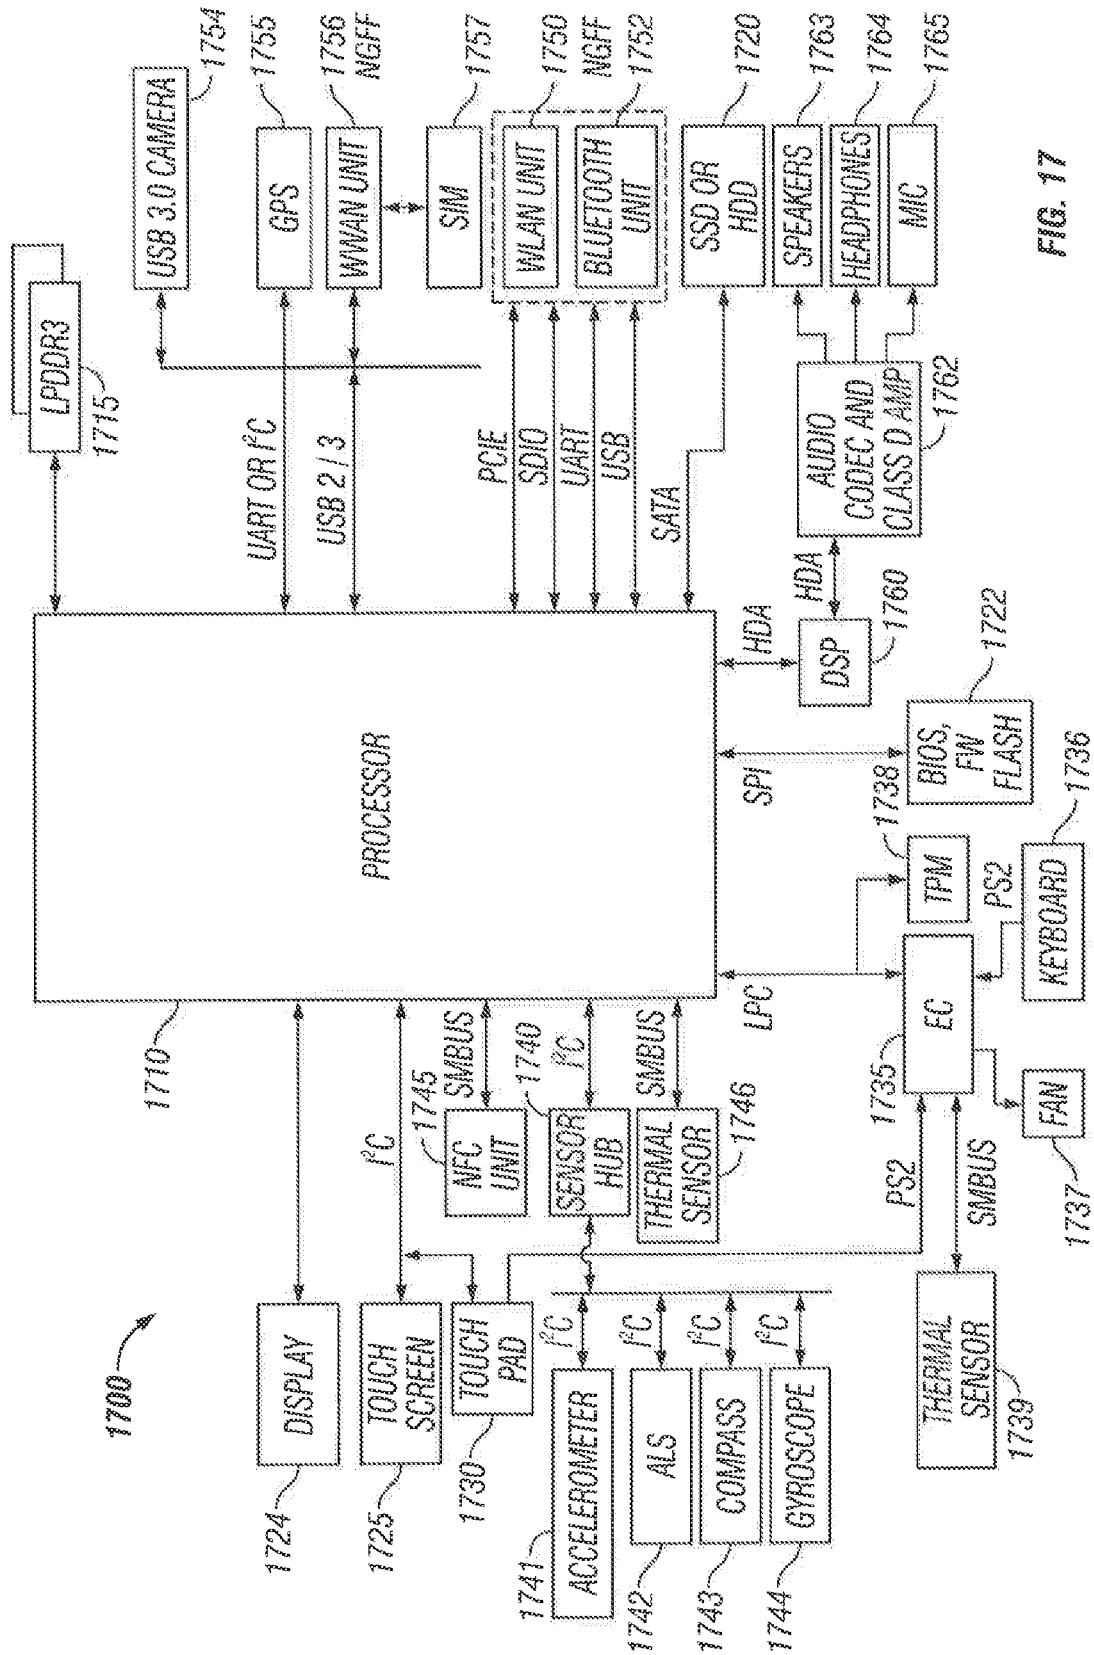 1700
LPDDR3
1715
USB 3.0 CAMERA
1754
GPS
1755
WWAN UNIT
1756
NGFF
SIM
1757
WLAN UNIT
1750
NGFF
BLUETOOTH
UNIT
1752
SSD OR
HDD
1720
SPEAKERS
1763
HEADPHONES
1764
MIC
1765
UART OR I²C
USB 2 / 3
PCIE
SDIO
UART
USB
SATA
AUDIO
CODEC AND
CLASS D AMP
1762
HDA
HDA
DSP
1760
PROCESSOR
1710
SPI
BIOS,
FW
FLASH
1722
LPC
TPM
1738
EC
1735
PS2
KEYBOARD
1736
FAN
1737
DISPLAY
1724
TOUCH
SCREEN
1725
I²C
TOUCH
PAD
1730
NFC
UNIT
1745
SMBUS
SENSOR
HUB
1740
I²C
THERMAL
SENSOR
1746
SMBUS
PS2
SMBUS
THERMAL
SENSOR
1739
ACCELEROMETER
1741
I²C
ALS
1742
I²C
COMPASS
1743
I²C
GYROSCOPE
1744
I²C
FIG. 17